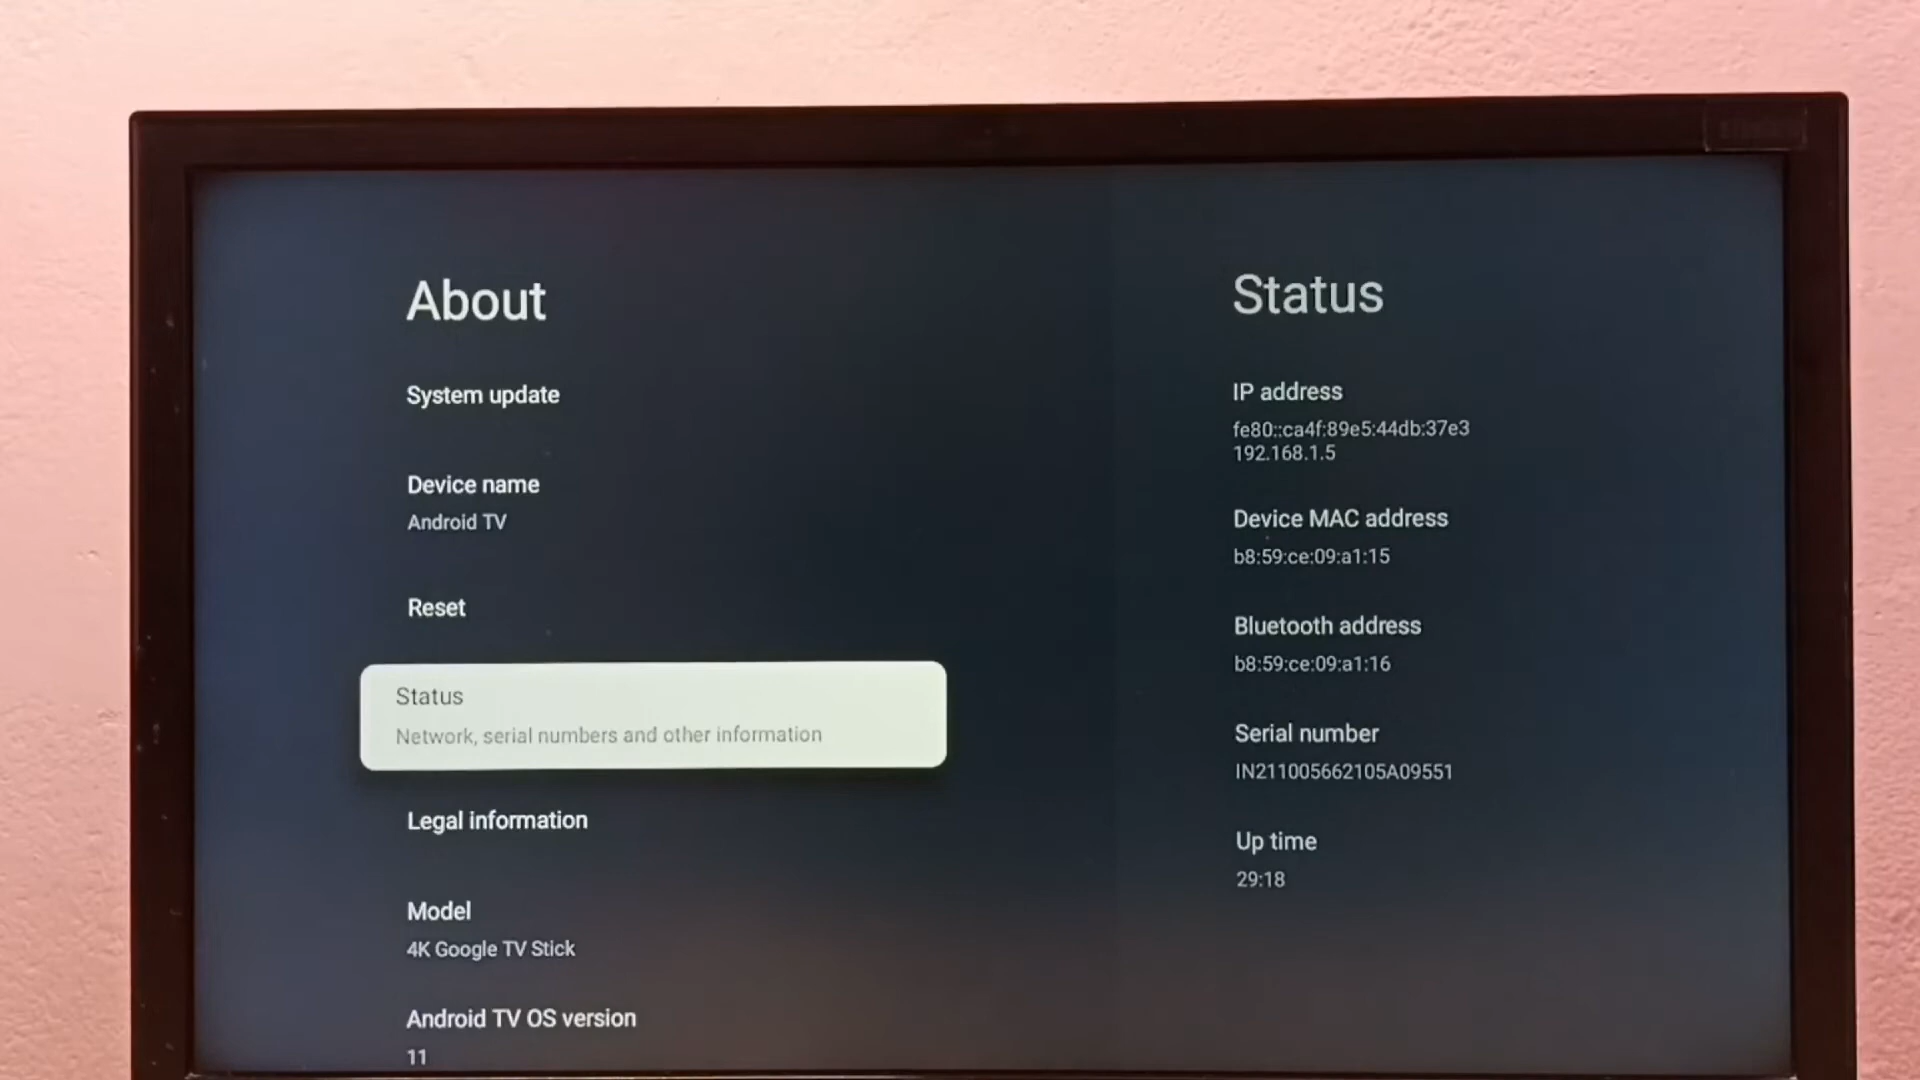 About
System update
Device name
Android TV
Reset
Status
Network, serial numbers and other information
Legal information
Model
4K Google TV Stick
Android TV OS version
11
Status
IP address
fe80::ca4f:89e5:44db:37e3
192.168.1.5
Device MAC address
b8:59:ce:09:a1:15
Bluetooth address
b8:59:ce:09:a1:16
Serial number
IN211005662105A09551
Up time
29:18